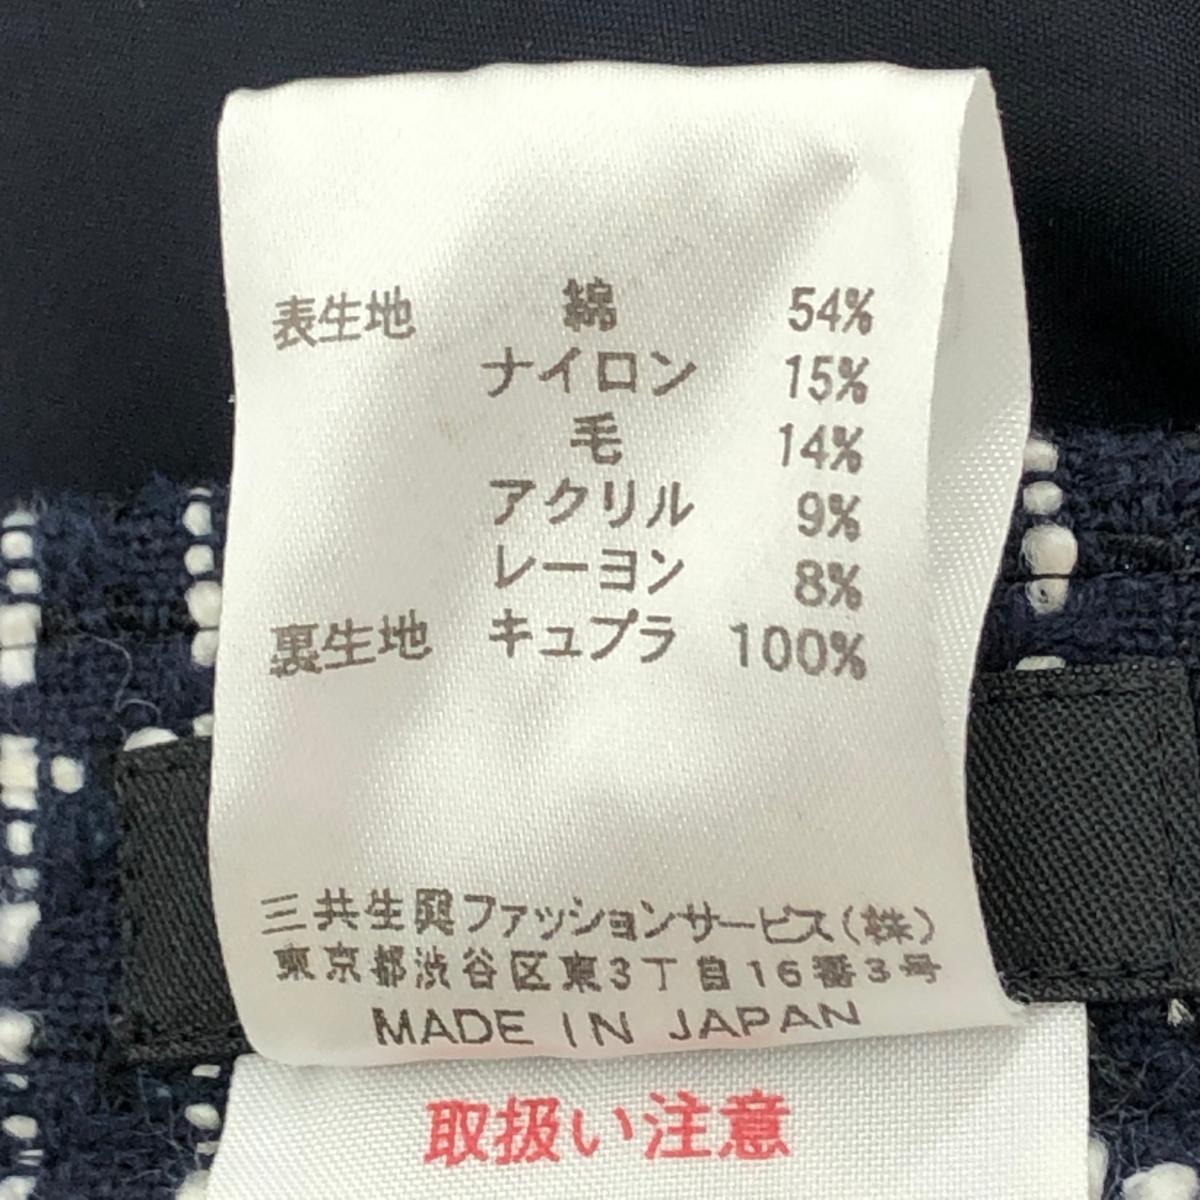 表生地 綿 54%
ナイロン 15%
毛 14%
アクリル 9%
レーヨン 8%
裏生地 キュプラ 100%
三共生興ファッションサービス(株)
東京都渋谷区東3丁目16番3号
MADE IN JAPAN
取扱い注意